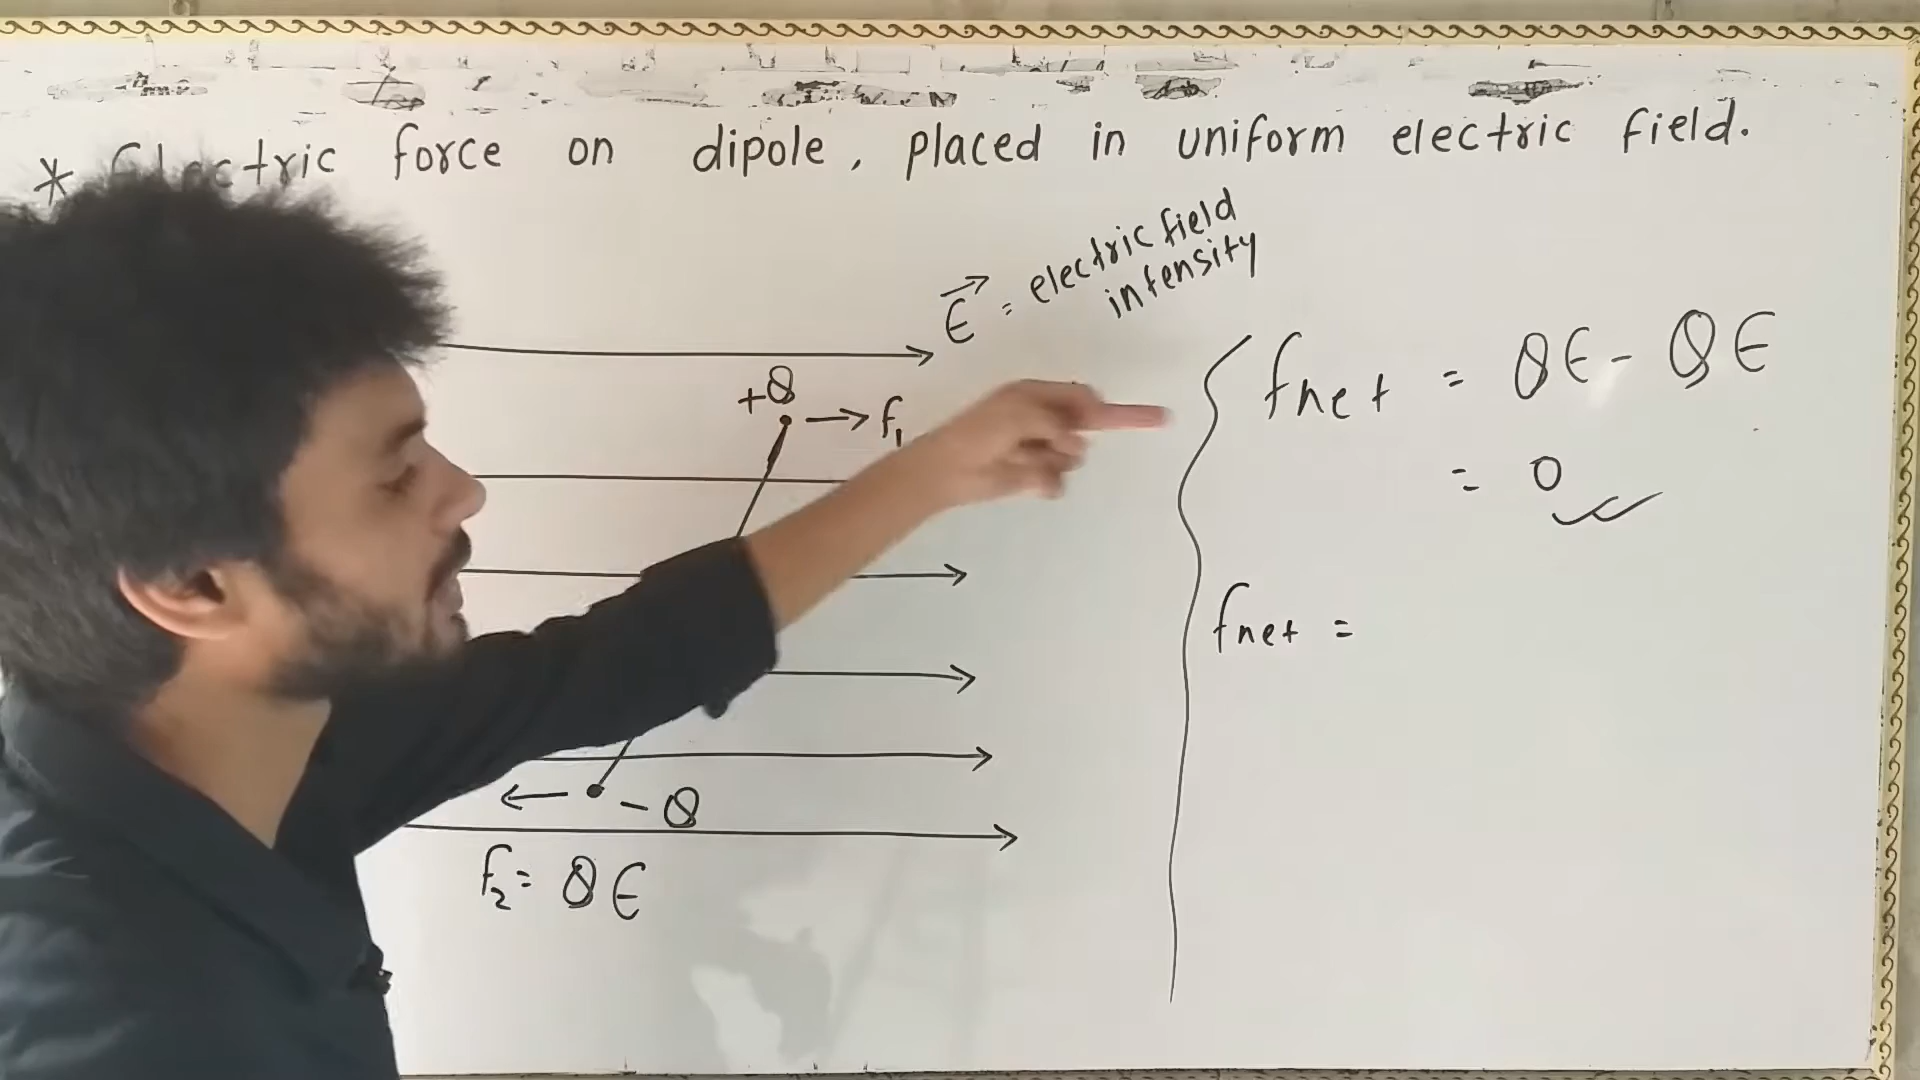 * Electric force on dipole, placed in uniform electric field.
E = electric field
intensity
+Q
→ f₁
- Q
f₂ = QE
fnet = QE - QE
= 0
fnet =